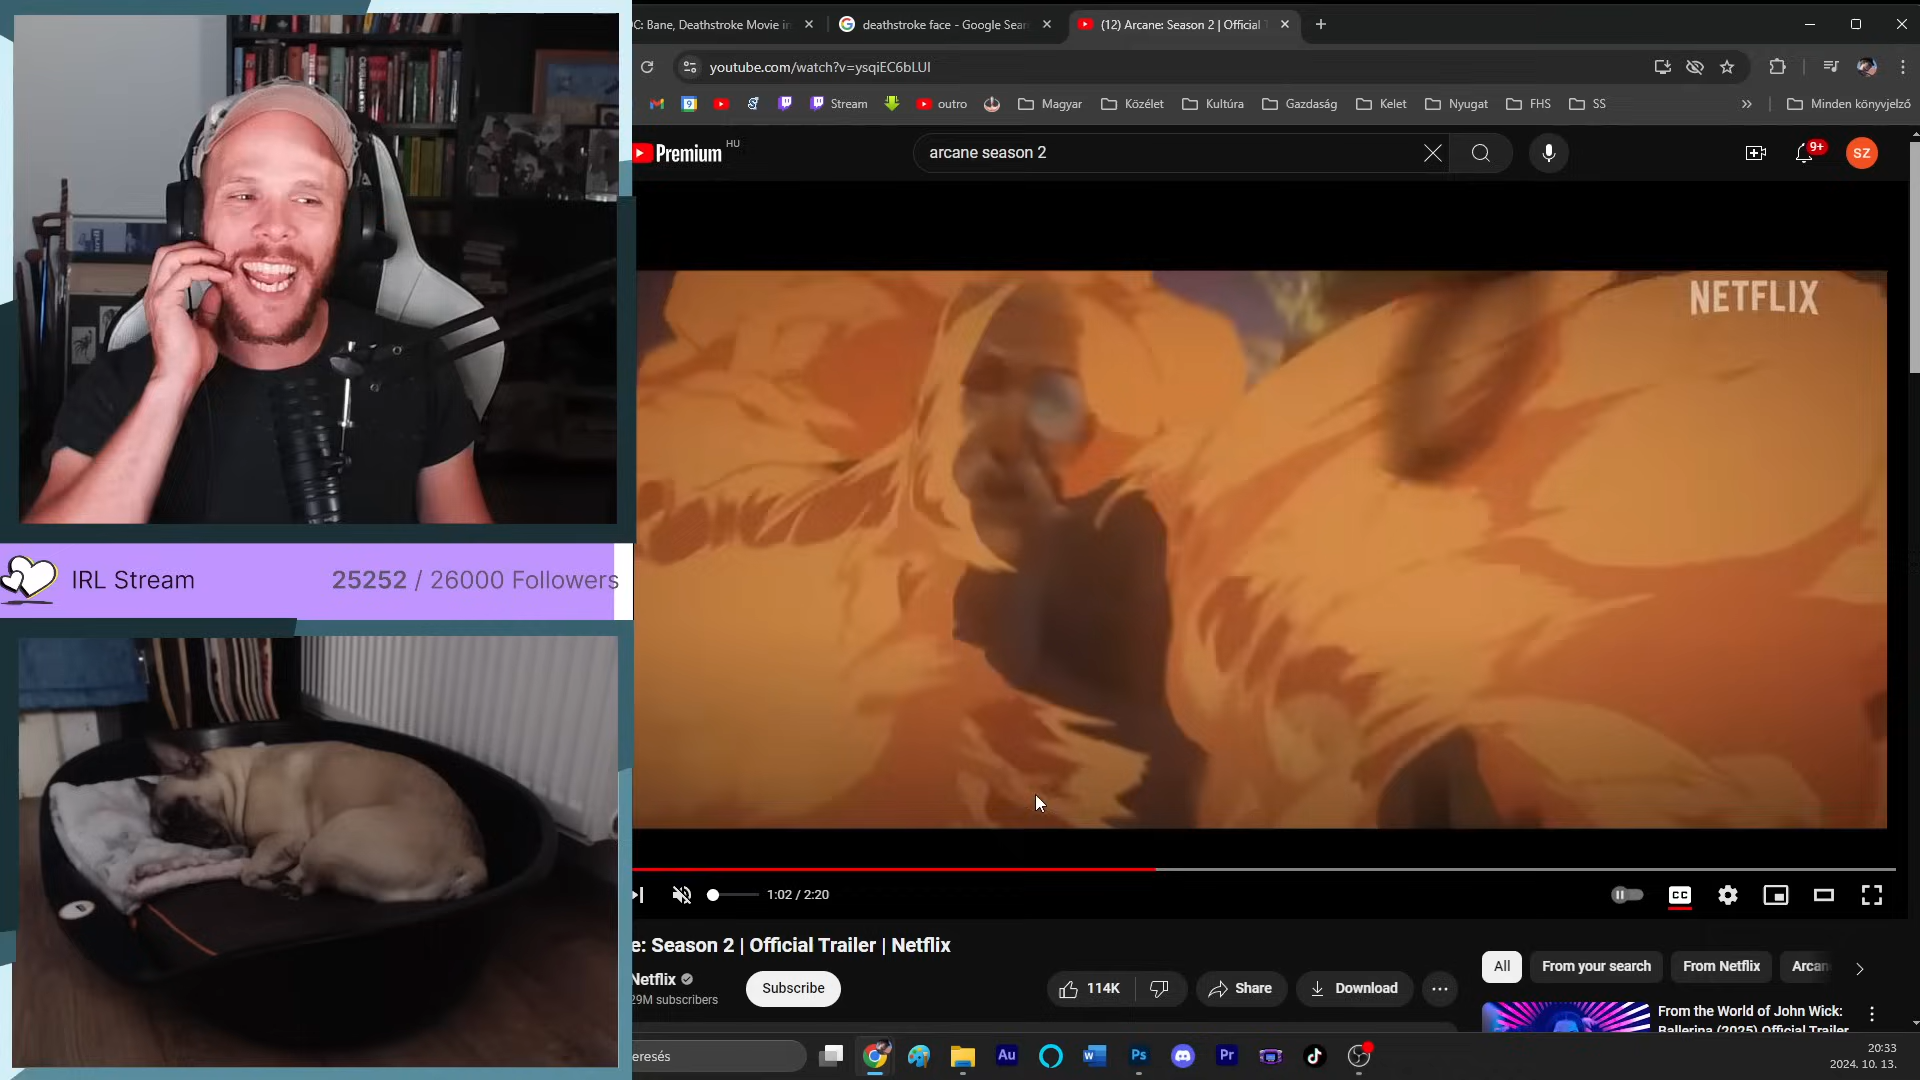 C: Bane, Deathstroke Movie in
deathstroke face - Google Sear
(12) Arcane: Season 2 | Official T
youtube.com/watch?v=ysqiEC6bLUI
Stream
outro
Magyar
Közélet
Kultúra
Gazdaság
Kelet
Nyugat
FHS
SS
Minden könyvjelző
Premium HU
arcane season 2
9+
SZ
NETFLIX
IRL Stream 25252 / 26000 Followers
1:02 / 2:20
CC
e: Season 2 | Official Trailer | Netflix
Netflix
29M subscribers
Subscribe
114K
Share
Download
All
From your search
From Netflix
Arcan
From the World of John Wick:
Ballerina (2025) Official Trailer
eresés
Au
W
Ps
Pr
20:33
2024. 10. 13.